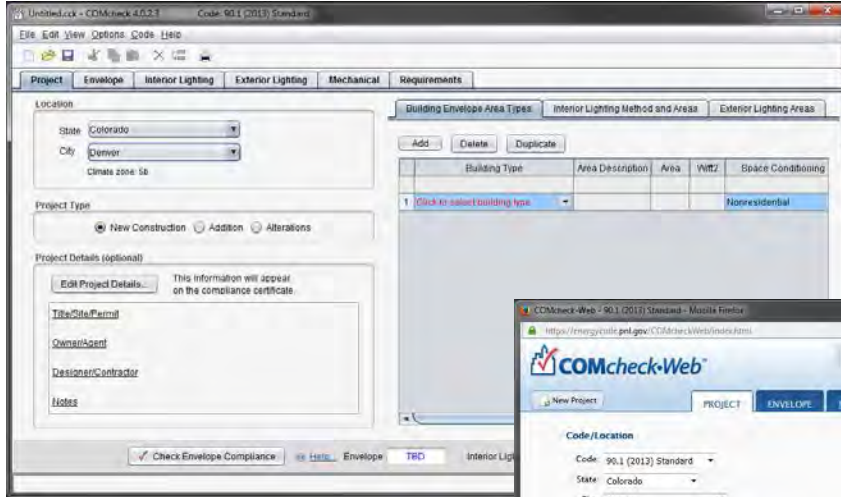 Untitled.cck - COMcheck 4.0.2.3 Code: 90.1 (2013) Standard
File Edit View Options Code Help
Project Envelope Interior Lighting Exterior Lighting Mechanical Requirements
Location
State Colorado
City Denver
Climate zone: 5b
Project Type
New Construction Addition Alterations
Project Details (optional)
Edit Project Details...
This information will appear
on the compliance certificate.
Title/Site/Permit
Owner/Agent
Designer/Contractor
Notes
Building Envelope Area Types Interior Lighting Method and Areas Exterior Lighting Areas
Add Delete Duplicate
Building Type Area Description Area W/ft2 Space Conditioning
1 Click to select building type Nonresidential
Check Envelope Compliance Help... Envelope TBD Interior
COMcheck-Web - 90.1 (2013) Standard - Mozilla Firefox
https://energycode.pnl.gov/COMcheckWeb/index.html
COMcheck-Web
New Project PROJECT ENVELOPE
Code/Location
Code 90.1 (2013) Standard
State Colorado